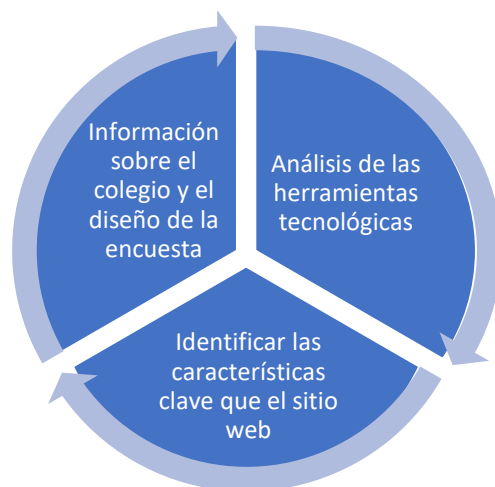 Información
sobre el
colegio y el
diseño de la
encuesta
Análisis de las
herramientas
tecnológicas
Identificar las
características
clave que el sitio
web